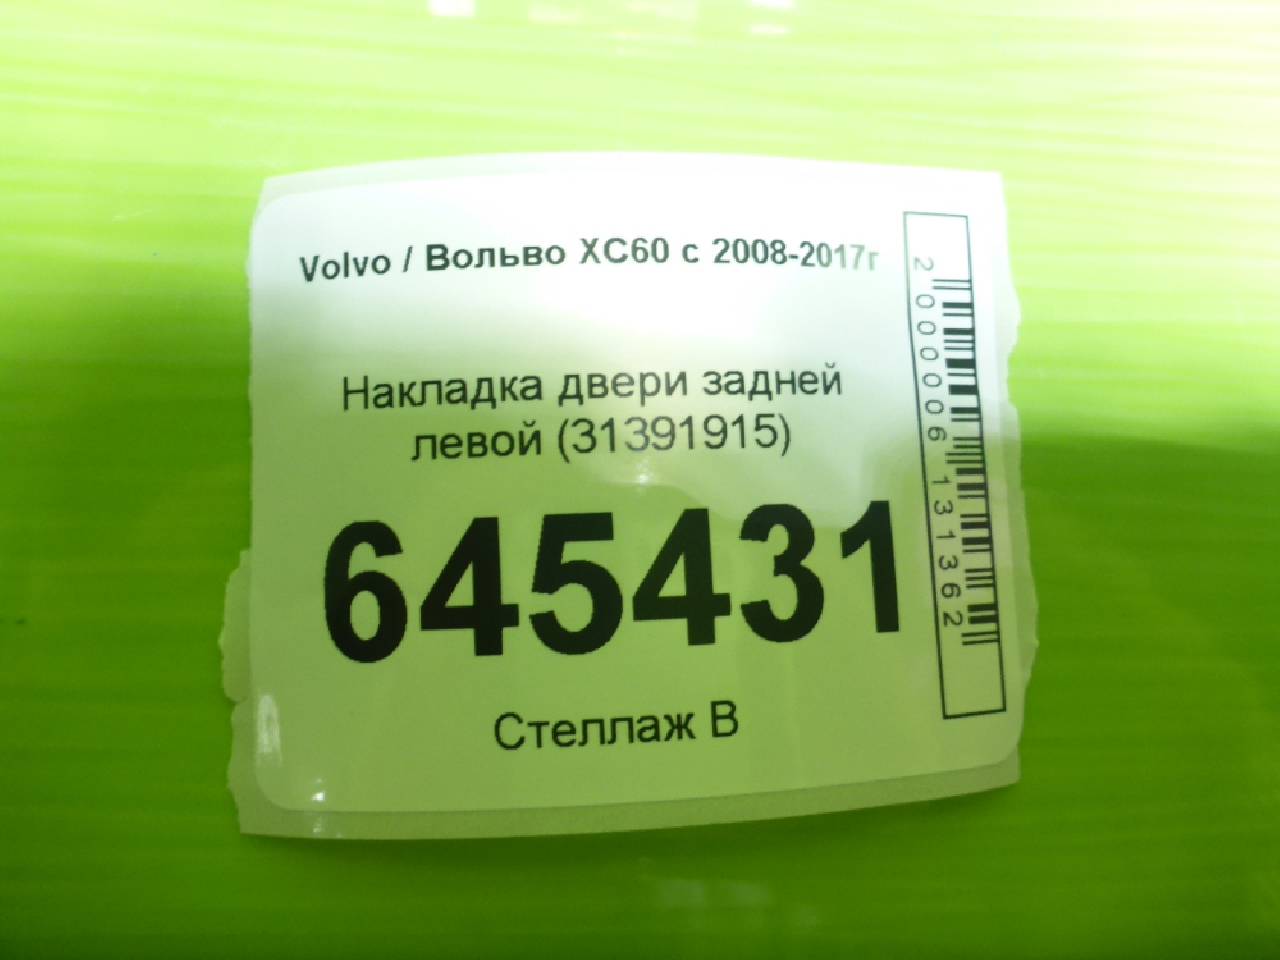 Volvo / Вольво XC60 с 2008-2017г
Накладка двери задней
левой (31391915)
645431
Стеллаж В
2000006131362